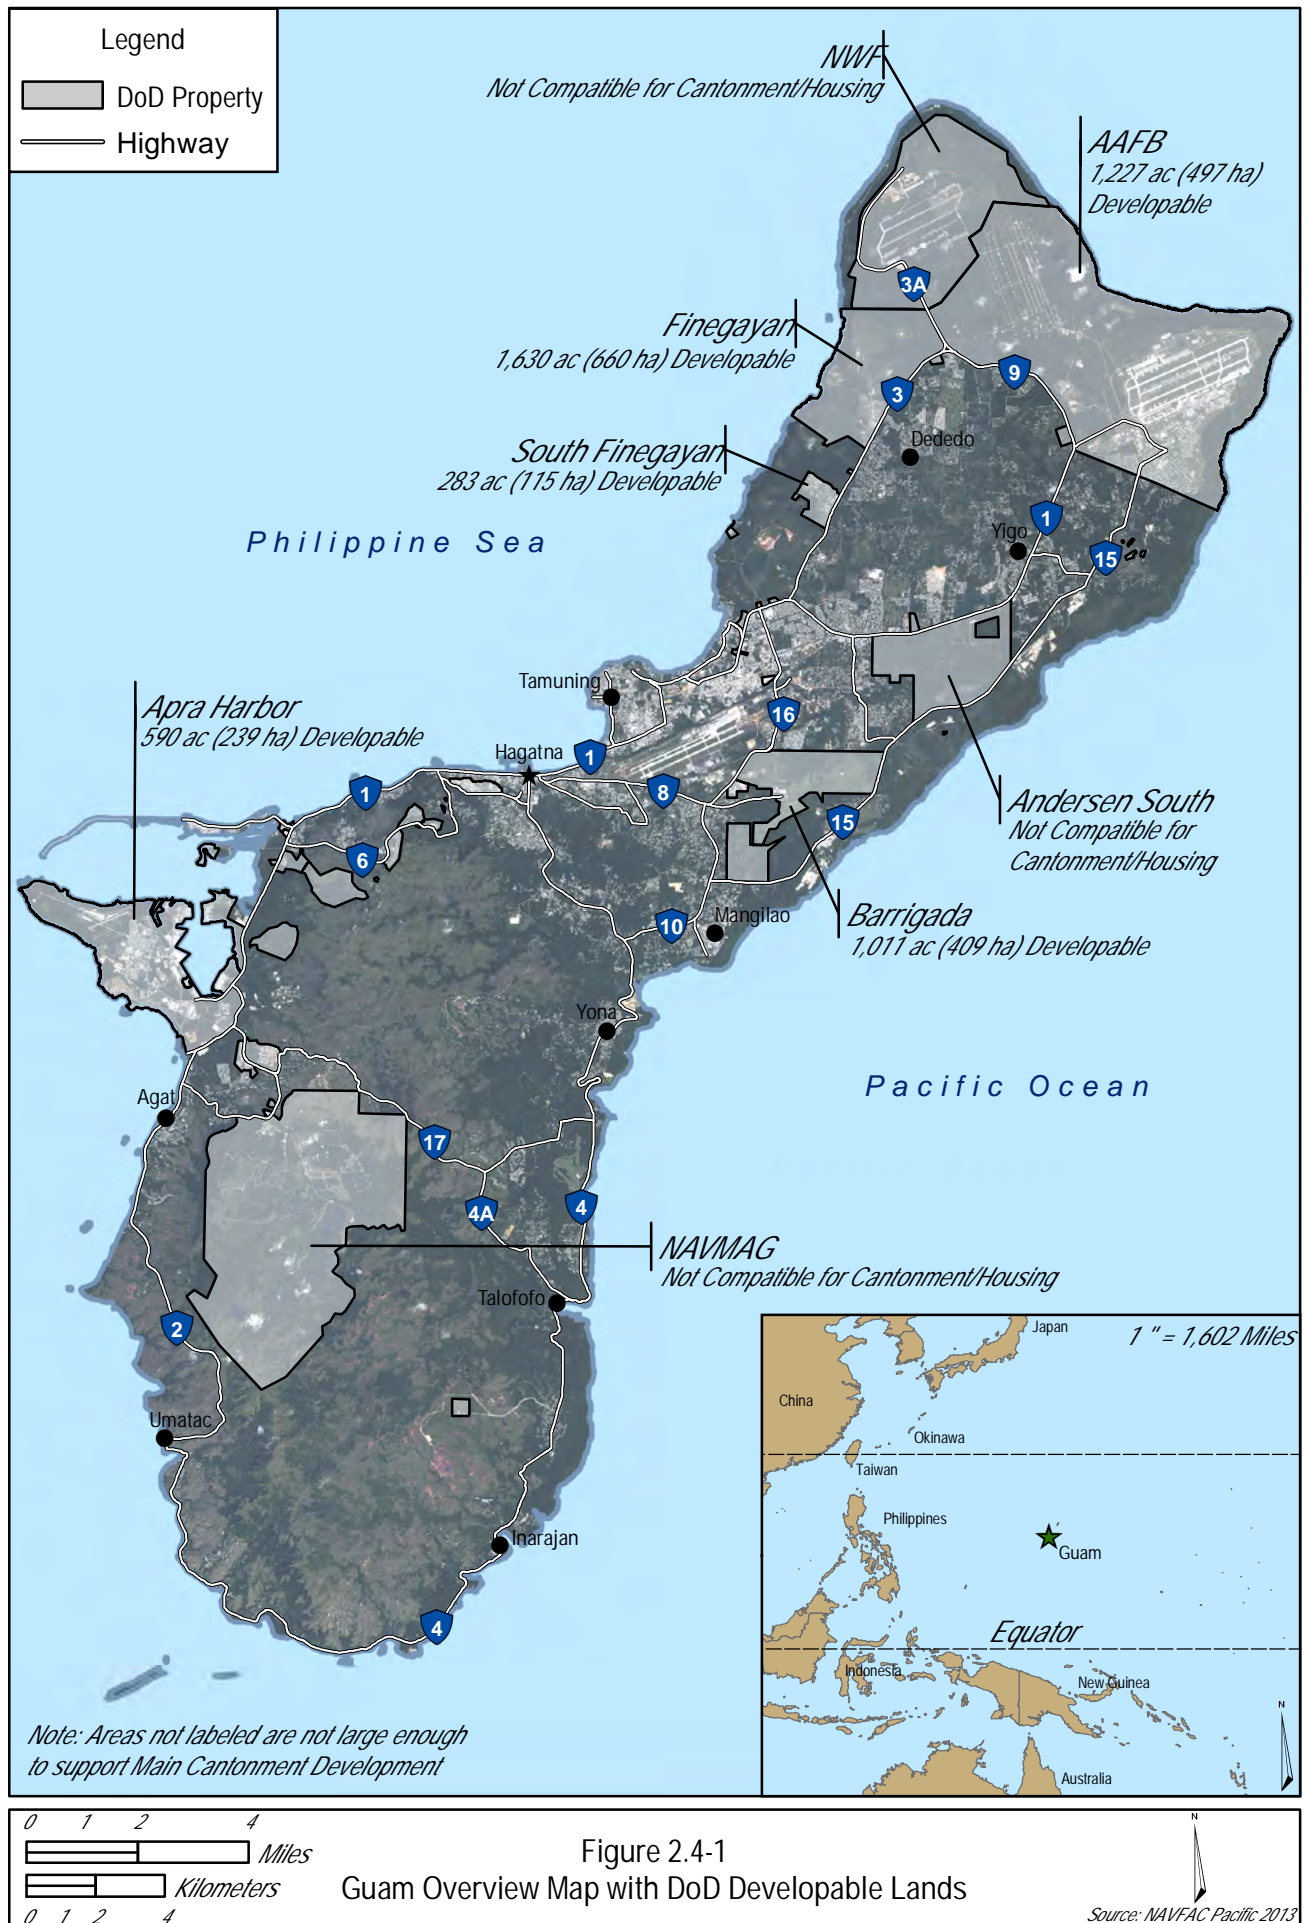 Legend
DoD Property
Highway
NWF
Not Compatible for Cantonment/Housing
AAFB
1,227 ac (497 ha)
Developable
3A
Finegayan
1,630 ac (660 ha) Developable
9
3
Dededo
South Finegayan
283 ac (115 ha) Developable
1
Yigo
15
Philippine Sea
Tamuning
16
Apra Harbor
590 ac (239 ha) Developable
Hagatna
1
1
8
15
Andersen South
Not Compatible for
Cantonment/Housing
6
Barrigada
1,011 ac (409 ha) Developable
10
Mangilao
Yona
Pacific Ocean
Agat
17
4A
4
NAVMAG
Not Compatible for Cantonment/Housing
Talofofo
2
Umatac
Inarajan
4
Japan
1 " = 1,602 Miles
China
Okinawa
Taiwan
Philippines
Guam
Equator
Indonesia
New Guinea
Australia
N
Note: Areas not labeled are not large enough
to support Main Cantonment Development
0 1 2 4
Miles
Kilometers
0 1 2 4
Figure 2.4-1
Guam Overview Map with DoD Developable Lands
N
Source: NAVFAC Pacific 2013